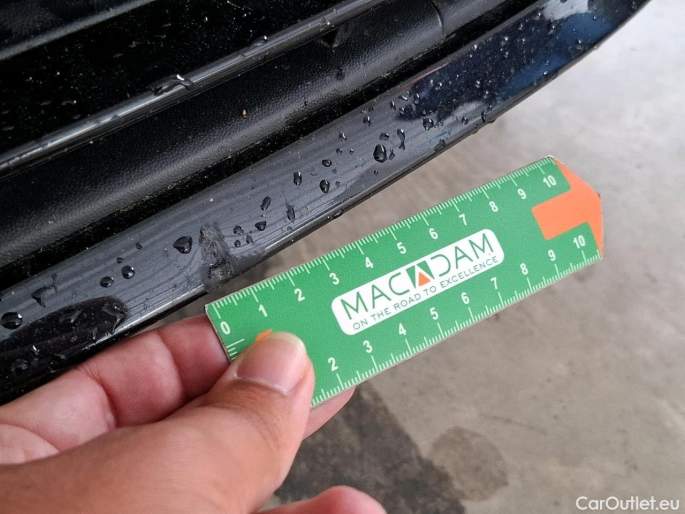 0 1 2 3 4 5 6 7 8 9 10
MACADAM
ON THE ROAD TO EXCELLENCE
2 3 4 5 6 7 8 9 10
CarOutlet.eu